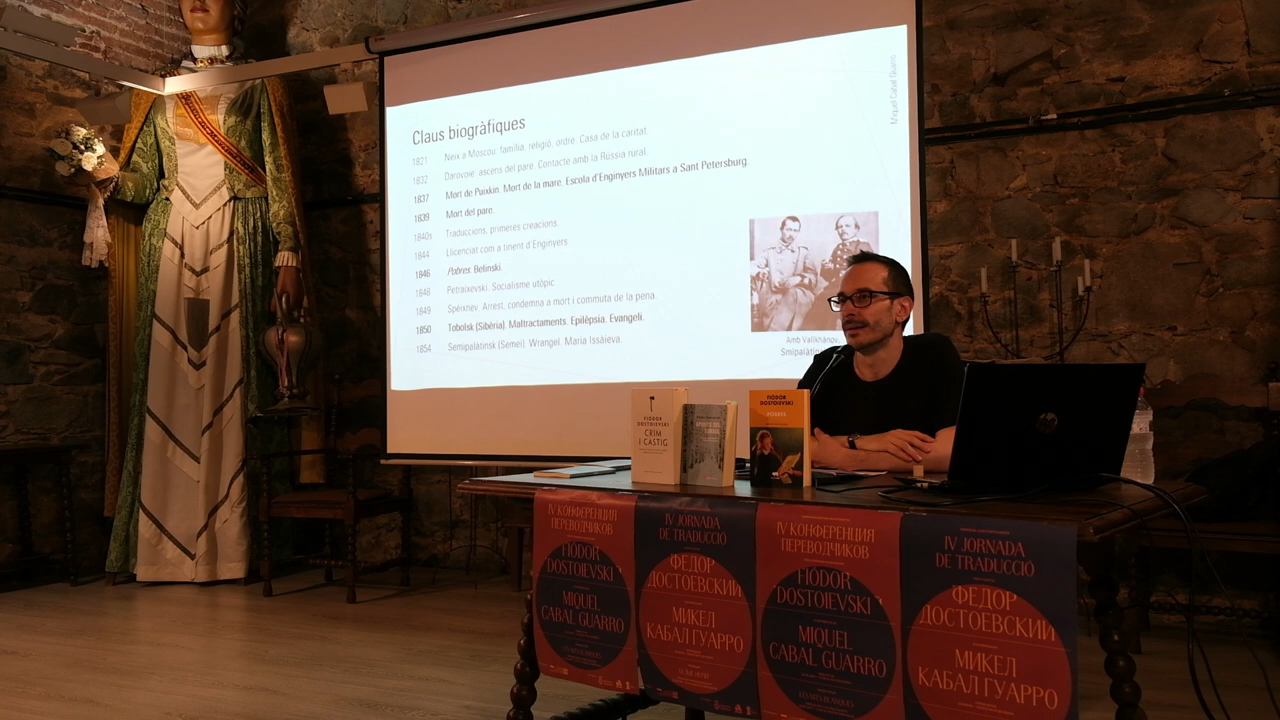 Claus biogràfiques
1821 Neix a Moscou: família, religió, ordre. Casa de la caritat.
1832 Darovoie: ascens del pare. Contacte amb la Rússia rural.
1837 Mort de Puixkin. Mort de la mare. Escola d'Enginyers Militars a Sant Petersburg.
1839 Mort del pare.
1840s Traduccions, primeres creacions.
1844 Llicenciat com a tinent d'Enginyers
1846 Pobres. Belinski.
1848 Petraixevski. Socialisme utòpic
1849 Spéixnev. Arrest, condemna a mort i commuta de la pena.
1850 Tobolsk (Sibèria). Maltractaments. Epilèpsia. Evangeli.
1854 Semipalàtinsk (Semei). Wrangel. Maria Issàieva.
Miquel Cabal Guarro
Amb Valikhànov.
FIÓDOR
DOSTOIEVSKI
CRIM
I CÀSTIG
FIÓDOR
DOSTOIEVSKI
POBRES
IV КОНФЕРЕНЦИЯ
ПЕРЕВОДЧИКОВ
FIÓDOR
DOSTOIEVSKI
MIQUEL
CABAL GUARRO
IV JORNADA
DE TRADUCCIÓ
ФЕДОР
ДОСТОЕВСКИЙ
МИКЕЛ
КАБАЛ ГУАРРО
IV КОНФЕРЕНЦИЯ
ПЕРЕВОДЧИКОВ
FIÓDOR
DOSTOIEVSKI
MIQUEL
CABAL GUARRO
IV JORNADA
DE TRADUCCIÓ
ФЕДОР
ДОСТОЕВСКИЙ
МИКЕЛ
КАБАЛ ГУАРРО